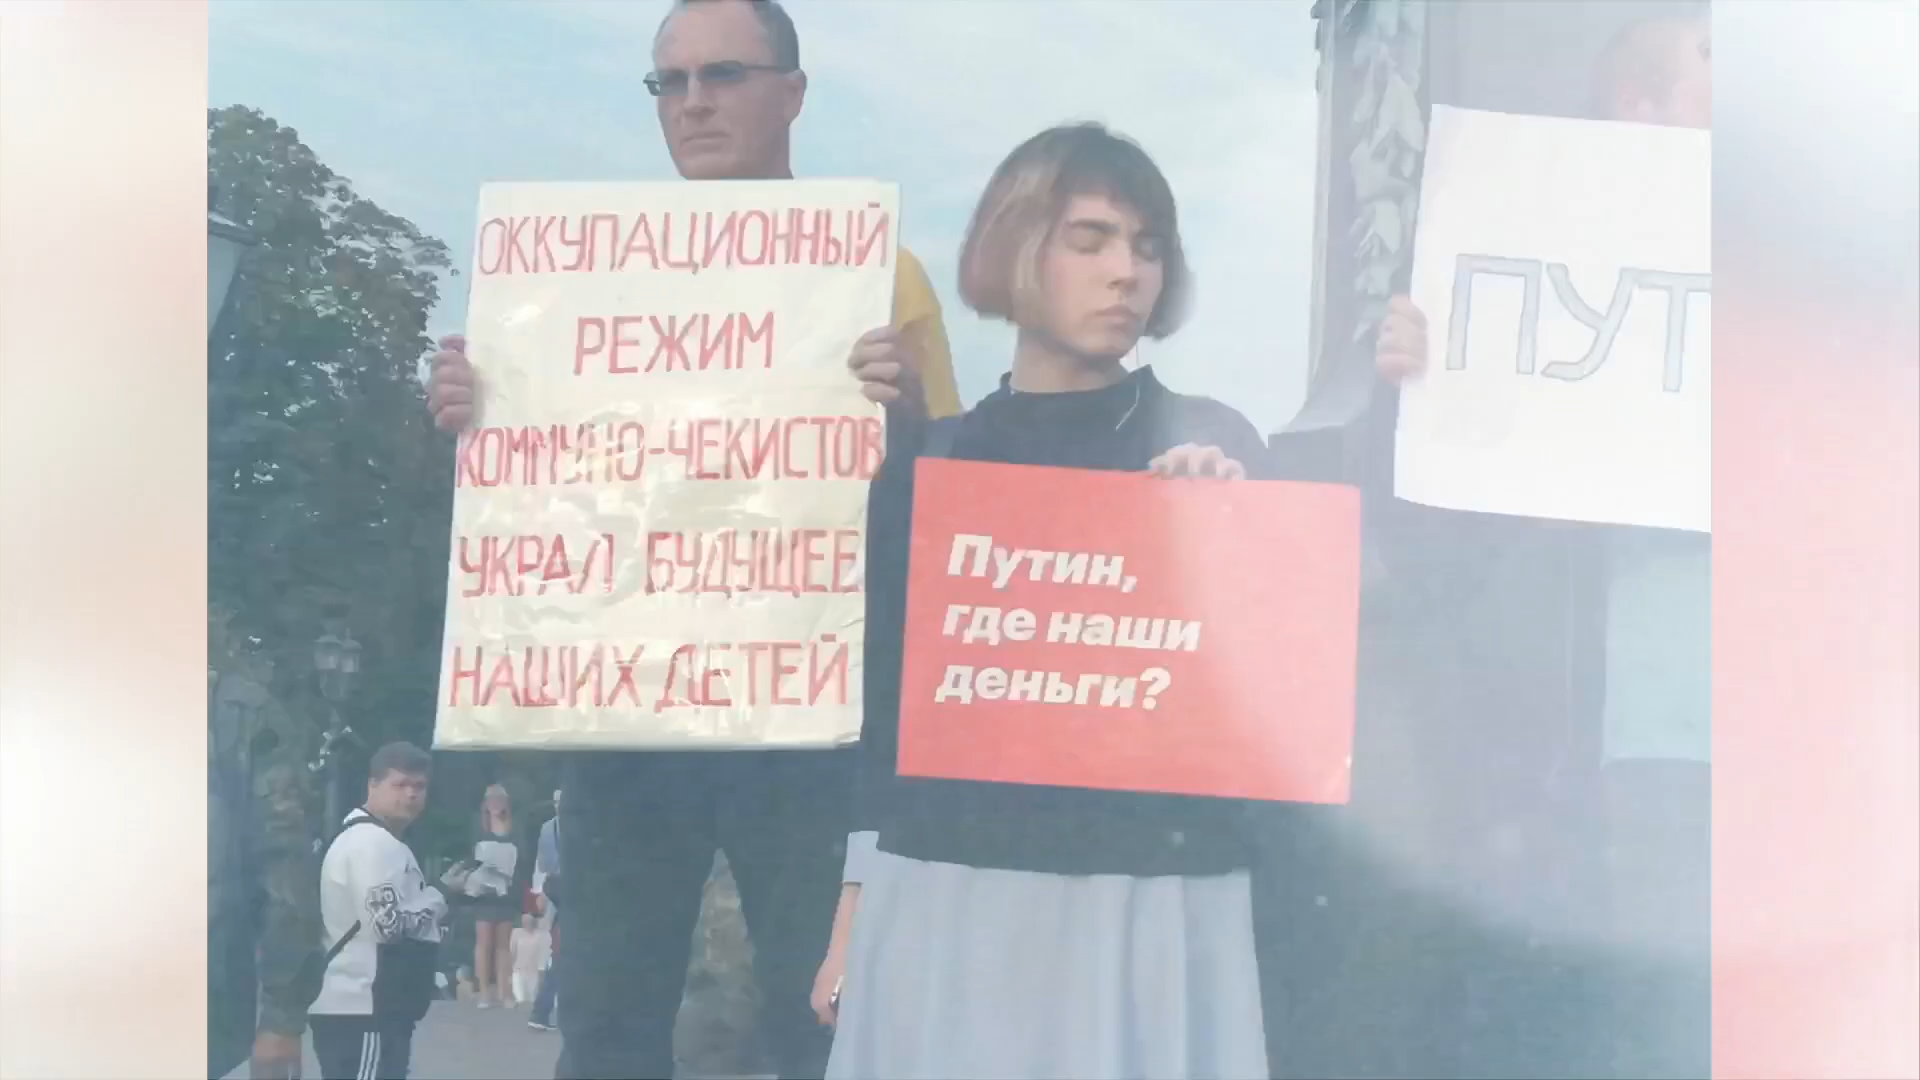 ОККУПАЦИОННЫЙ
РЕЖИМ
КОММУНО-ЧЕКИСТОВ
УКРАЛ БУДУЩЕЕ
НАШИХ ДЕТЕЙ
Путин,
где наши
деньги?
ПУТ